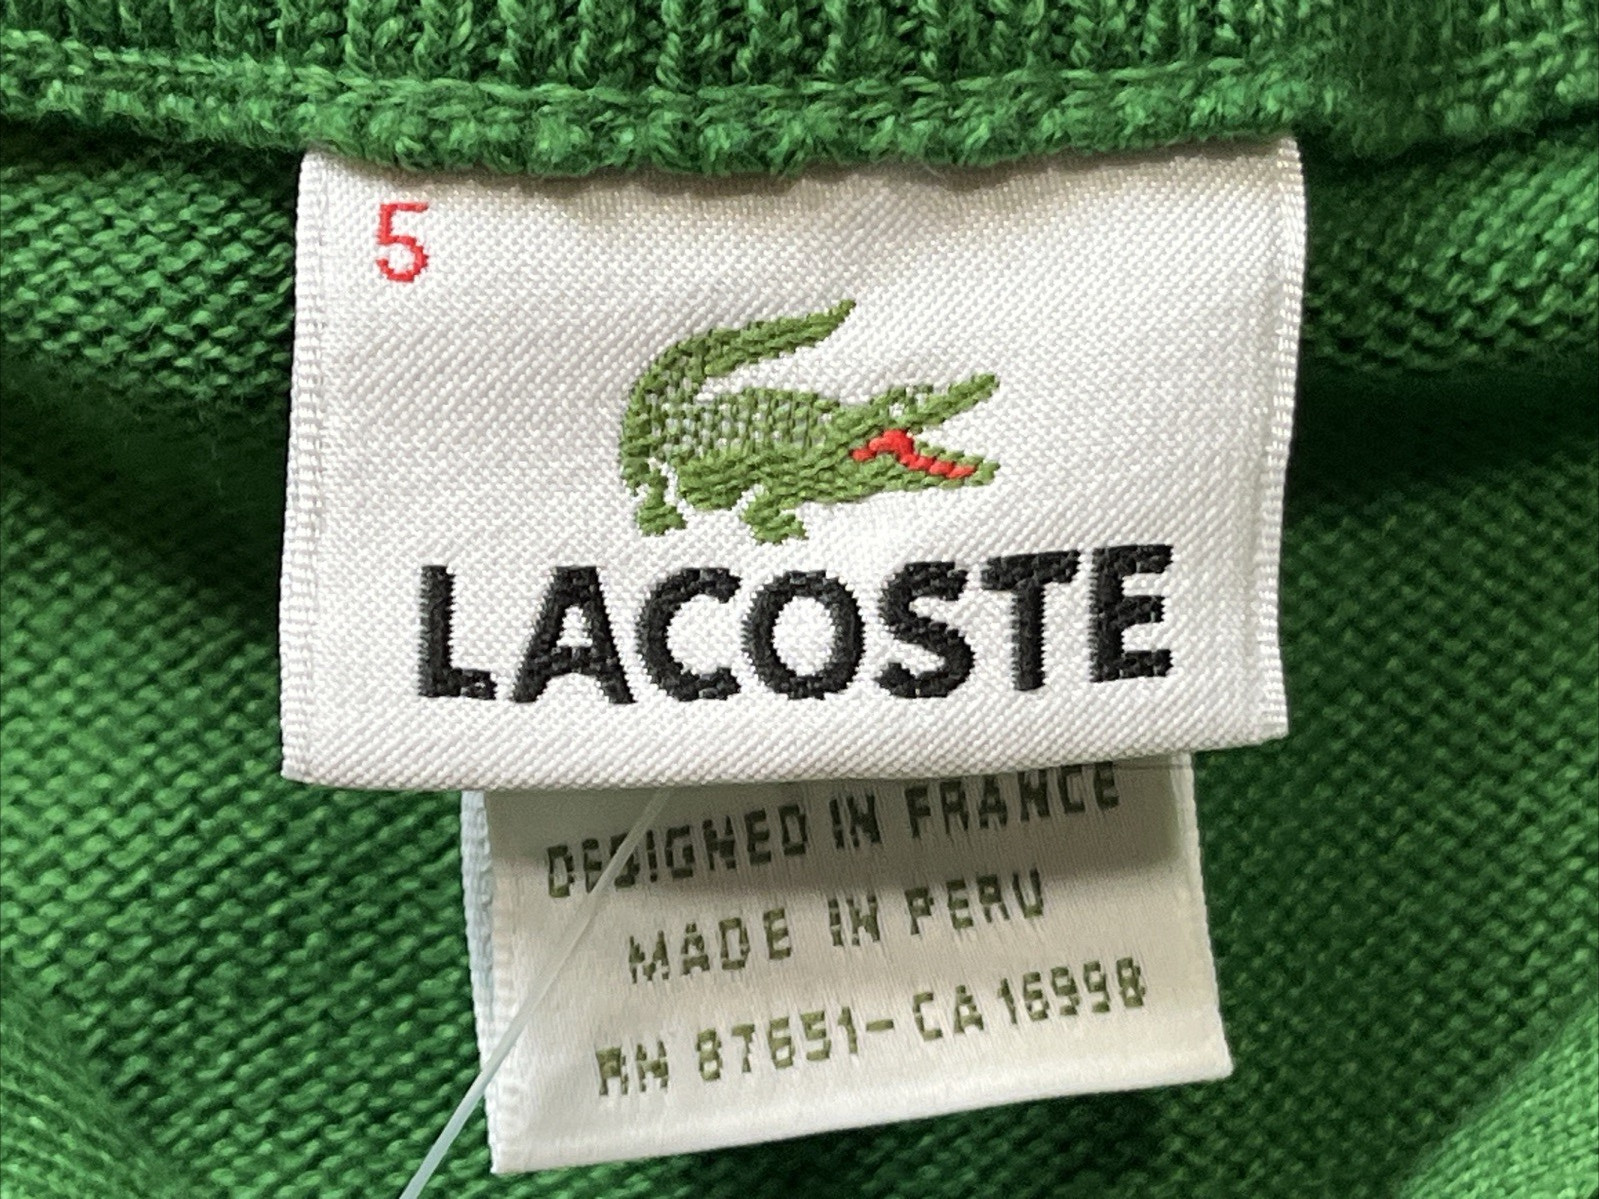 5
LACOSTE
DESIGNED IN FRANCE
MADE IN PERU
RN 87651-CA 16998